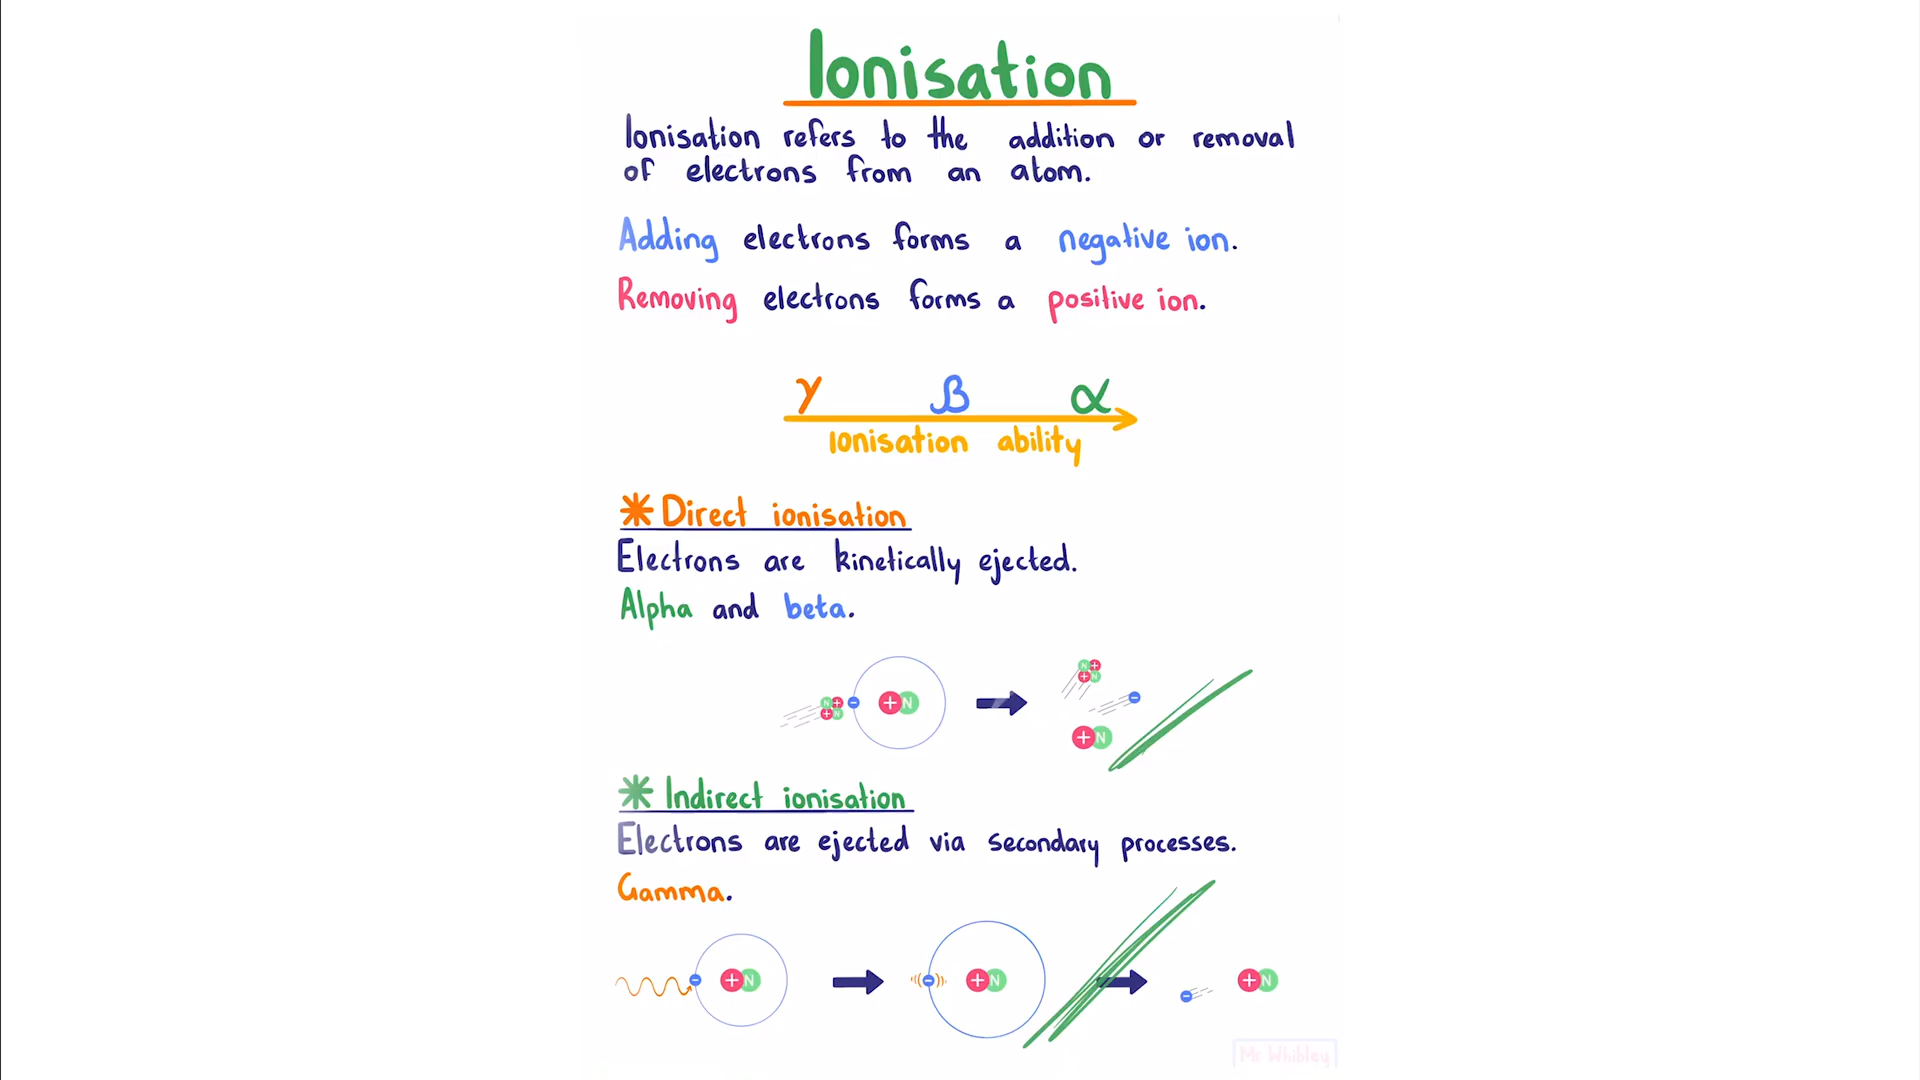 Ionisation
Ionisation refers to the addition or removal
of electrons from an atom.
Adding electrons forms a negative ion.
Removing electrons forms a positive ion.
γ β α
Ionisation ability
* Direct ionisation
Electrons are kinetically ejected.
Alpha and beta.
N +
N + − + N + N −
+ N
+ N
* Indirect ionisation
Electrons are ejected via secondary processes.
Gamma.
− + N − + N − + N
Mr Whibley